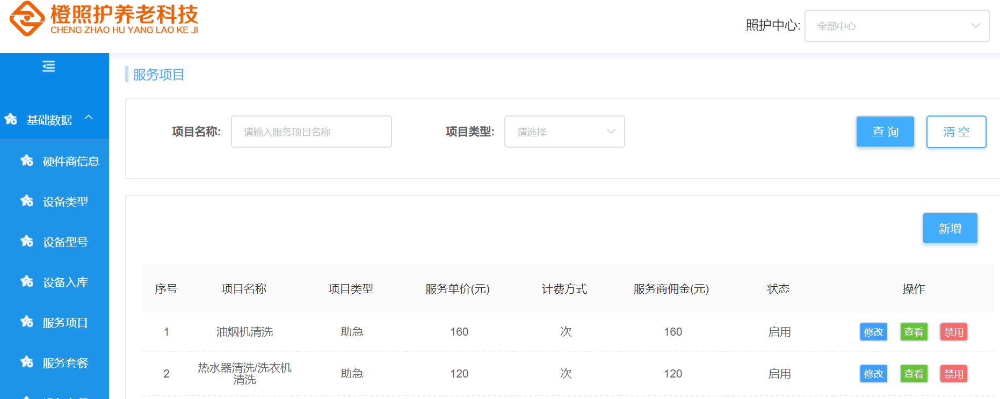 橙照护养老科技
CHENG ZHAO HU YANG LAO KE JI
照护中心: 全部中心
服务项目
基础数据
项目名称: 请输入服务项目名称 项目类型: 请选择 查 询 清 空
硬件商信息
设备类型
设备型号
新增
设备入库
序号 项目名称 项目类型 服务单价(元) 计费方式 服务商佣金(元) 状态 操作
服务项目
1 油烟机清洗 助急 160 次 160 启用 修改 查看 禁用
服务套餐
2 热水器清洗/洗衣机 助急 120 次 120 启用 修改 查看 禁用
清洗